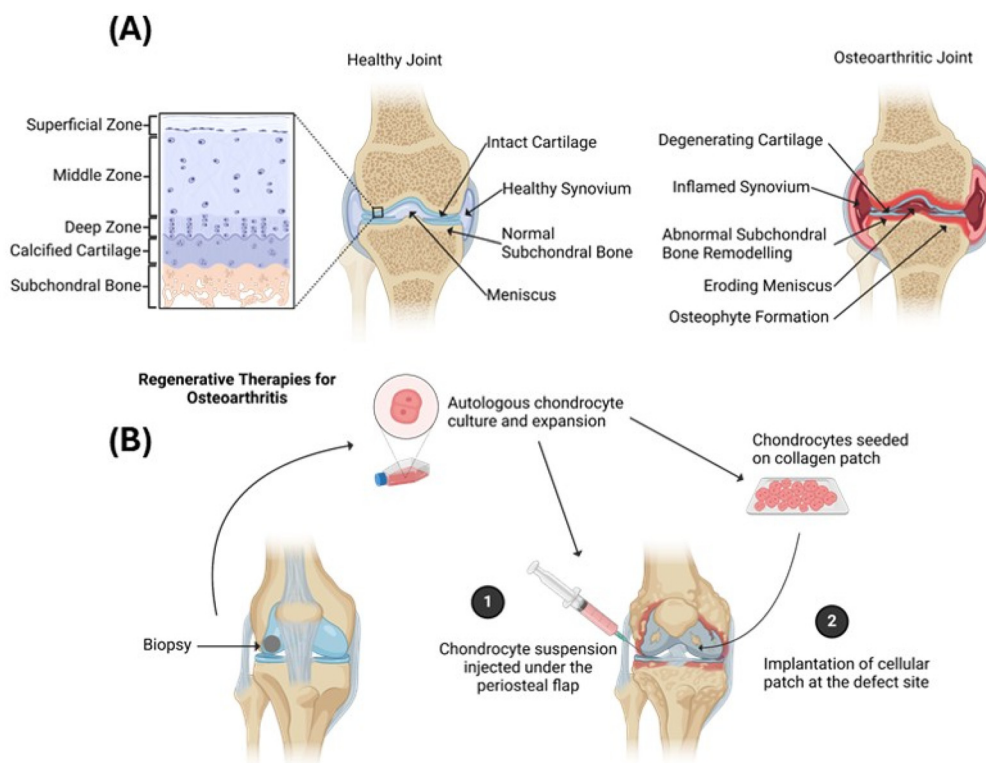 (A)
Healthy Joint
Osteoarthritic Joint
Superficial Zone
Middle Zone
Deep Zone
Calcified Cartilage
Subchondral Bone
Intact Cartilage
Healthy Synovium
Normal
Subchondral Bone
Meniscus
Degenerating Cartilage
Inflamed Synovium
Abnormal Subchondral
Bone Remodelling
Eroding Meniscus
Osteophyte Formation
Regenerative Therapies for
Osteoarthritis
(B)
Autologous chondrocyte
culture and expansion
Chondrocytes seeded
on collagen patch
Biopsy
1
Chondrocyte suspension
injected under the
periosteal flap
2
Implantation of cellular
patch at the defect site